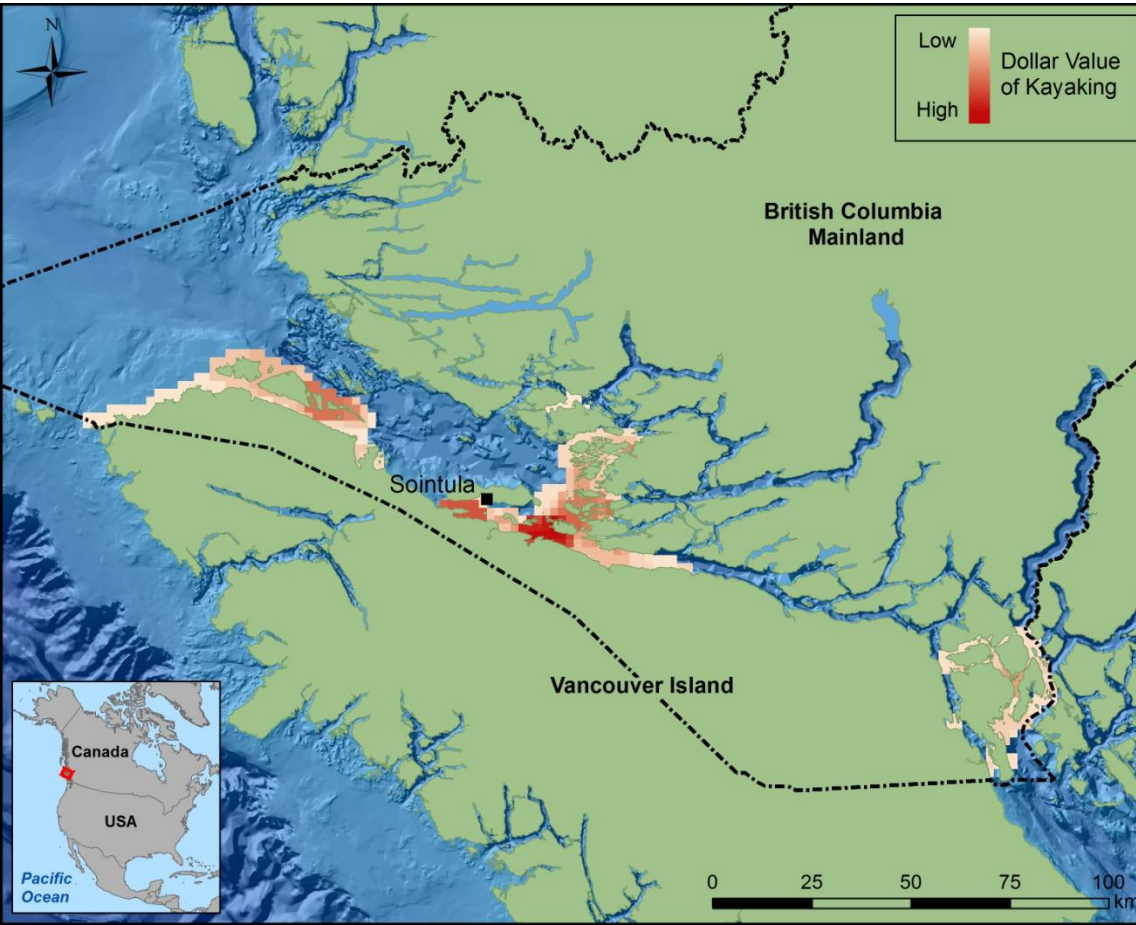 N
Low
High
Dollar Value
of Kayaking
British Columbia
Mainland
Sointula
Vancouver Island
Canada
USA
Pacific
Ocean
0 25 50 75 100
km